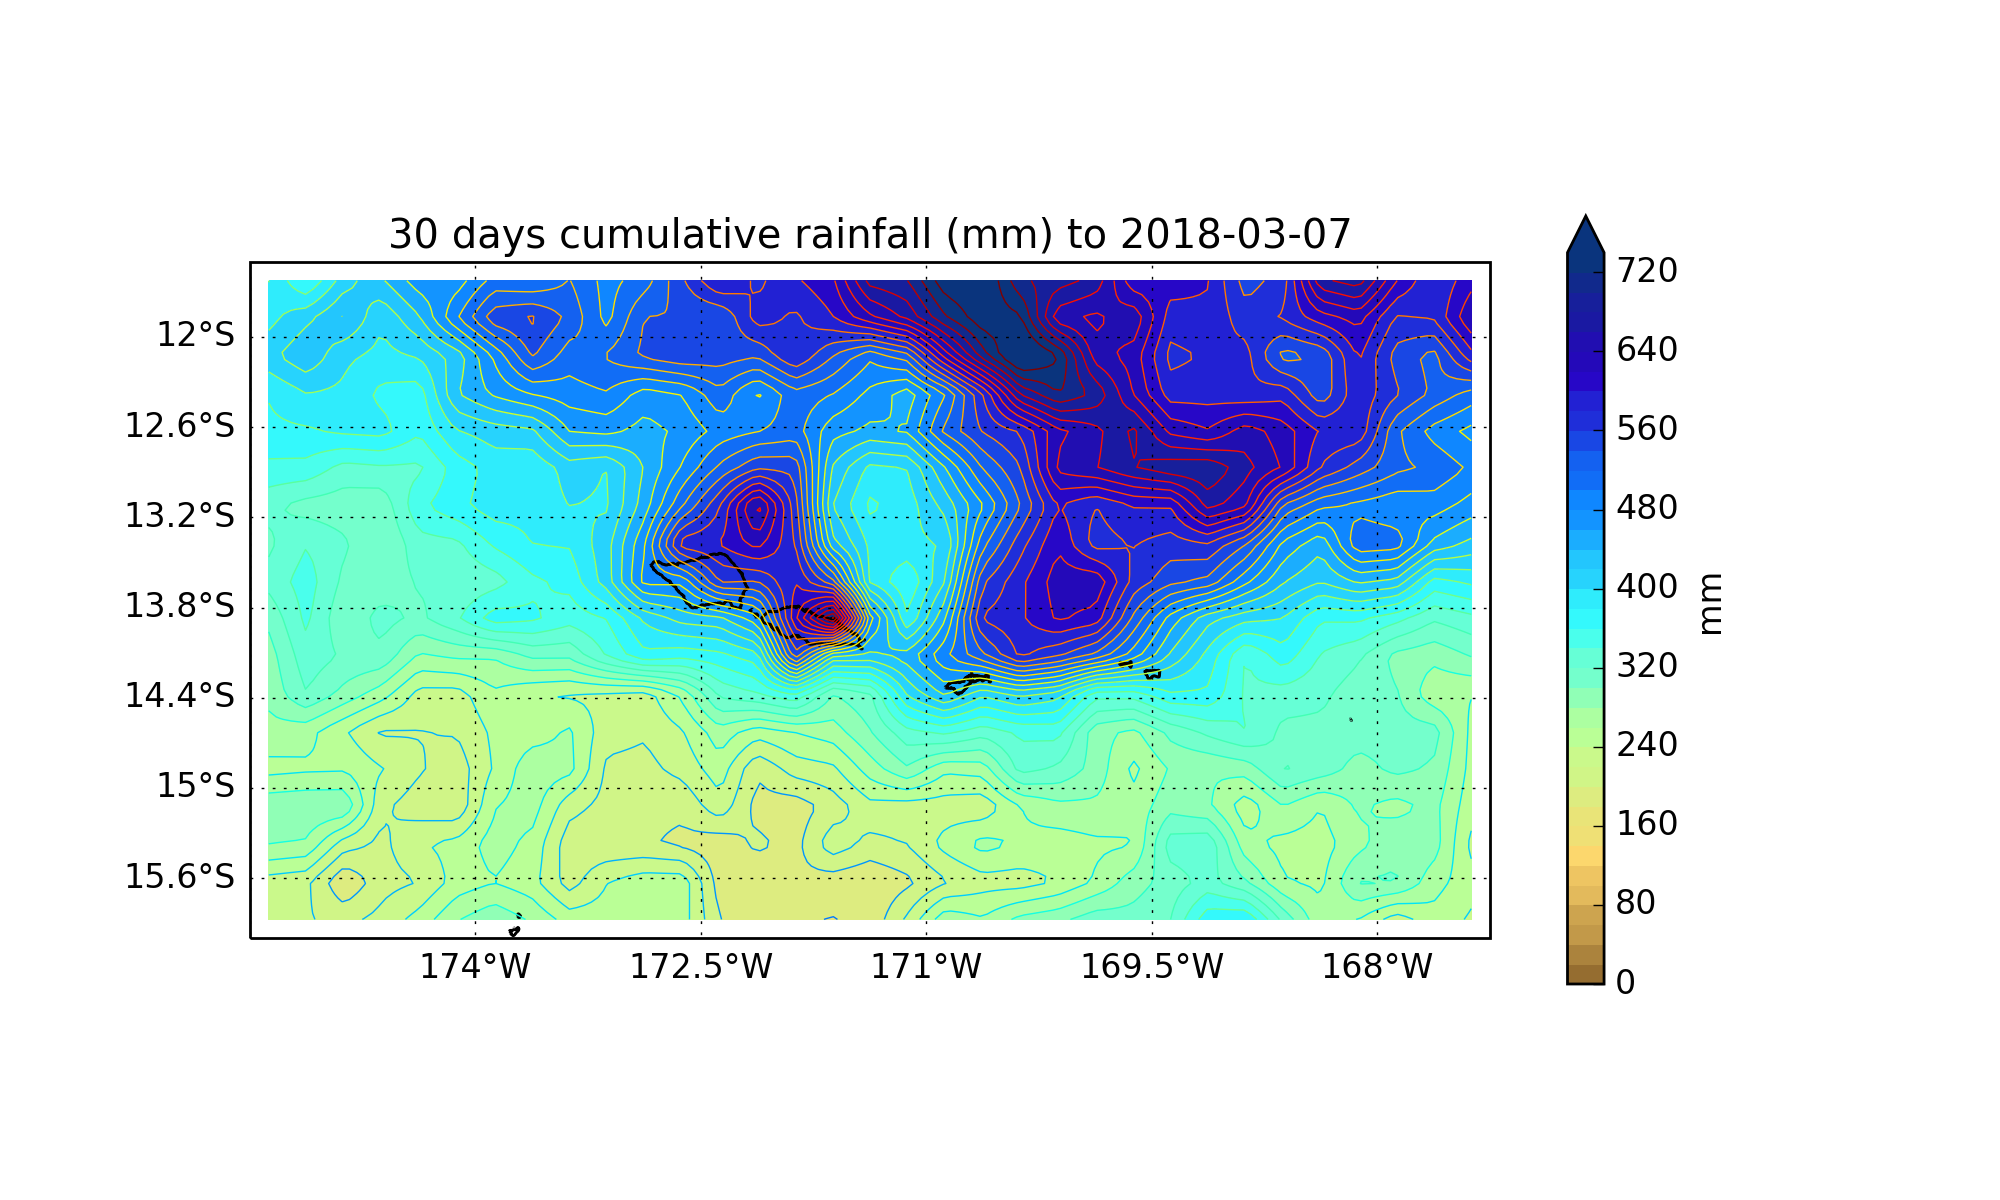 30 days cumulative rainfall (mm) to 2018-03-07
12°S
12.6°S
13.2°S
13.8°S
14.4°S
15°S
15.6°S
174°W
172.5°W
171°W
169.5°W
168°W
720
640
560
480
400
320
240
160
80
0
mm